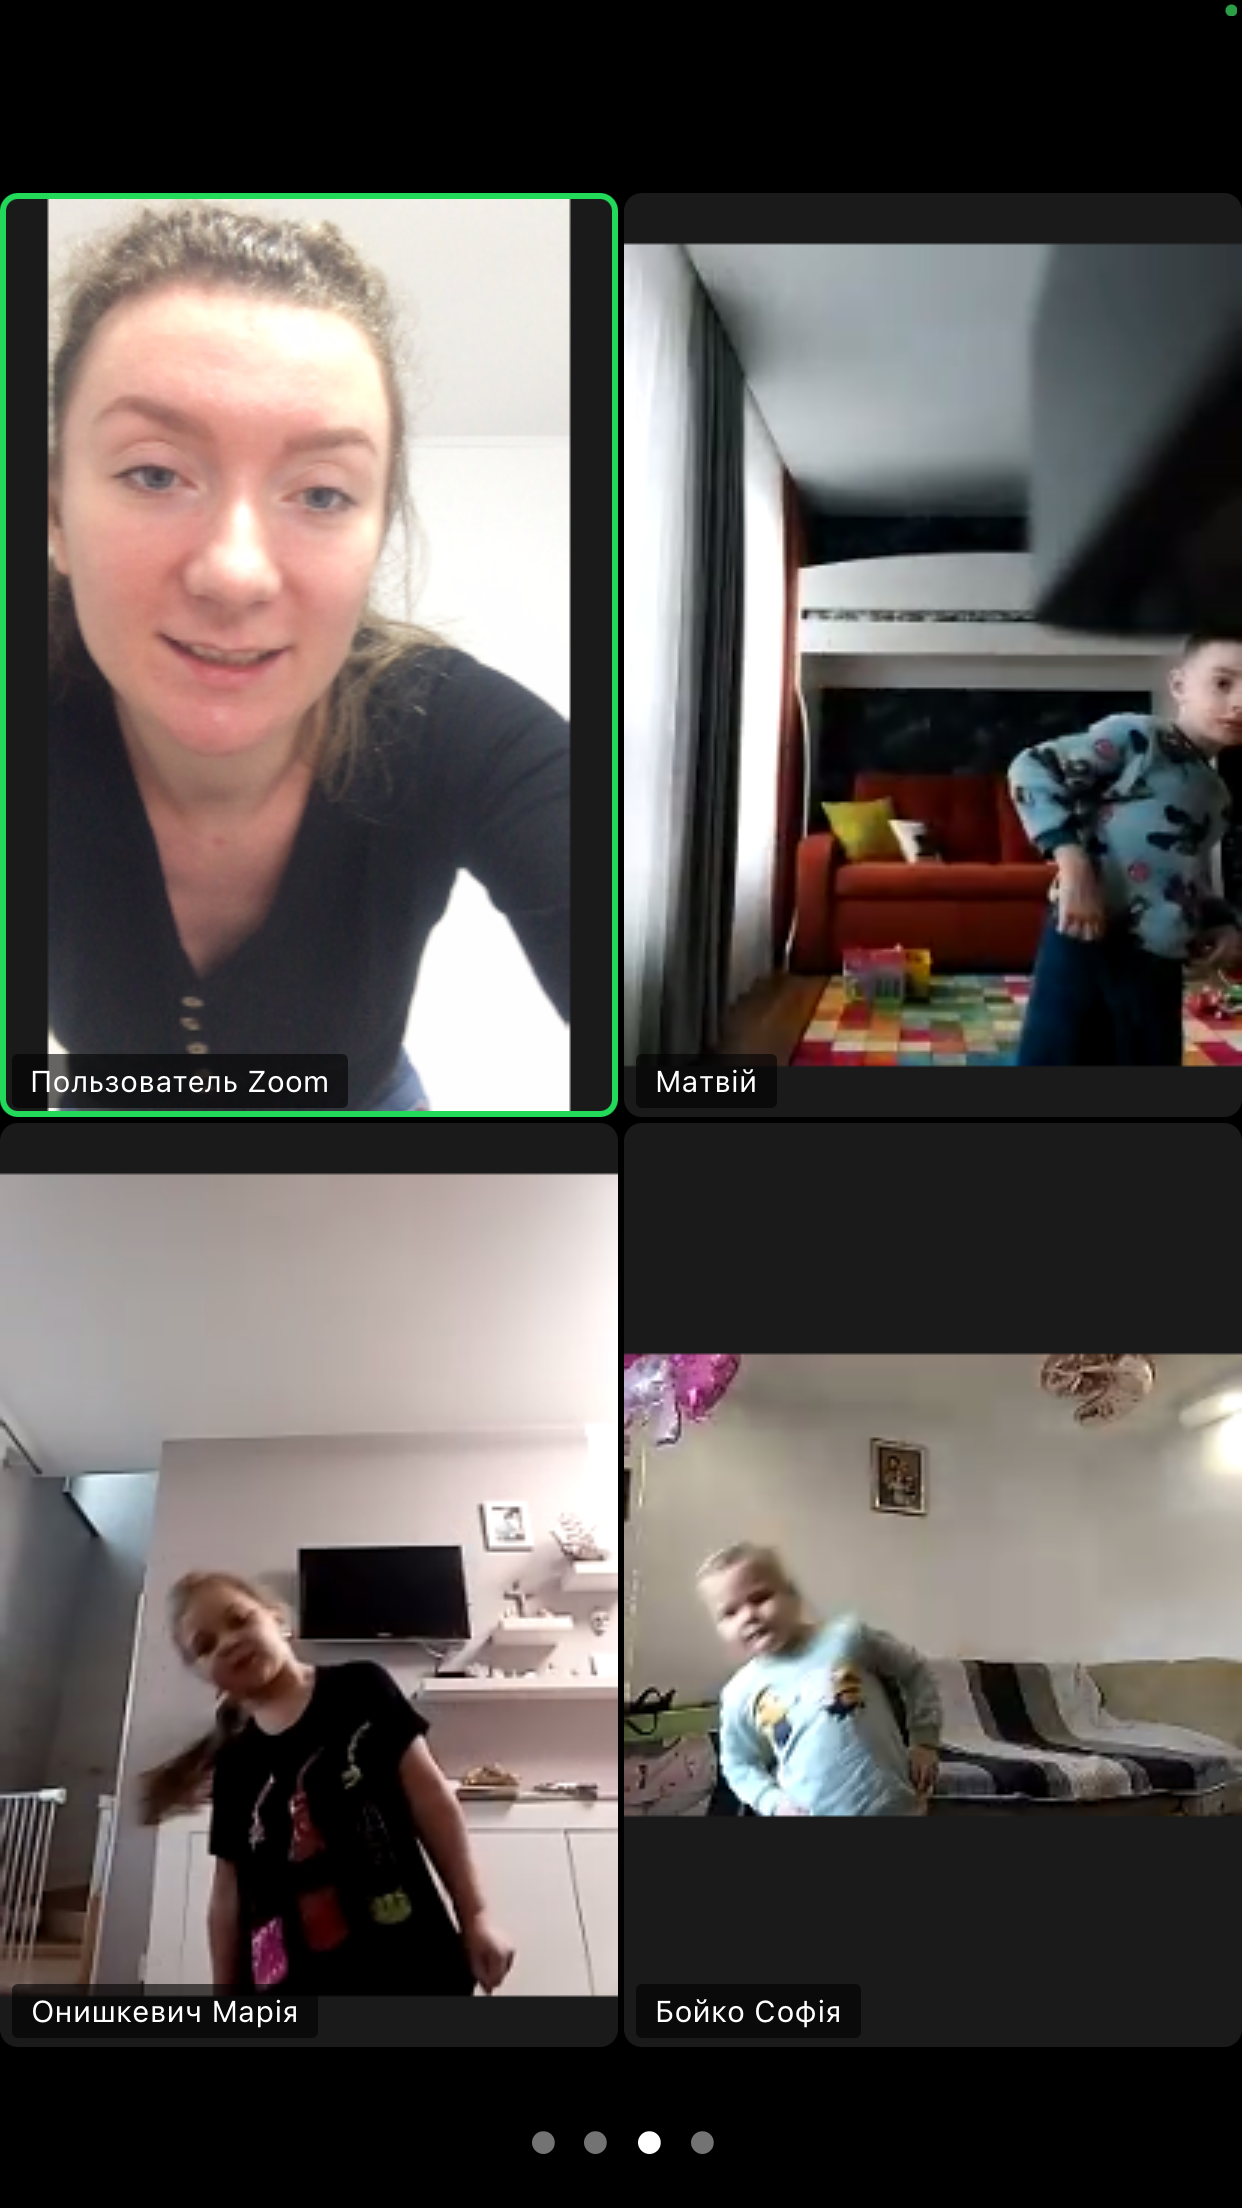 Пользователь Zoom
Матвій
Онишкевич Марія
Бойко Софія